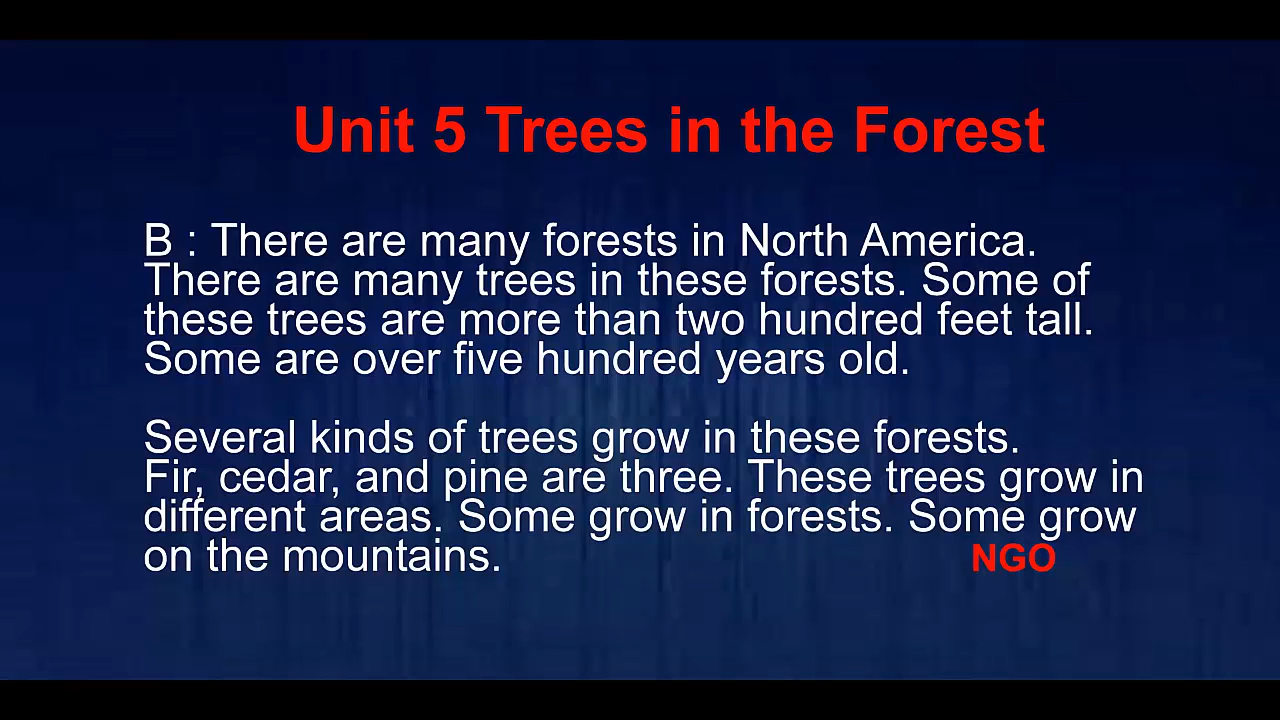 Unit 5 Trees in the Forest
B : There are many forests in North America.
There are many trees in these forests. Some of
these trees are more than two hundred feet tall.
Some are over five hundred years old.
Several kinds of trees grow in these forests.
Fir, cedar, and pine are three. These trees grow in
different areas. Some grow in forests. Some grow
on the mountains.
NGO